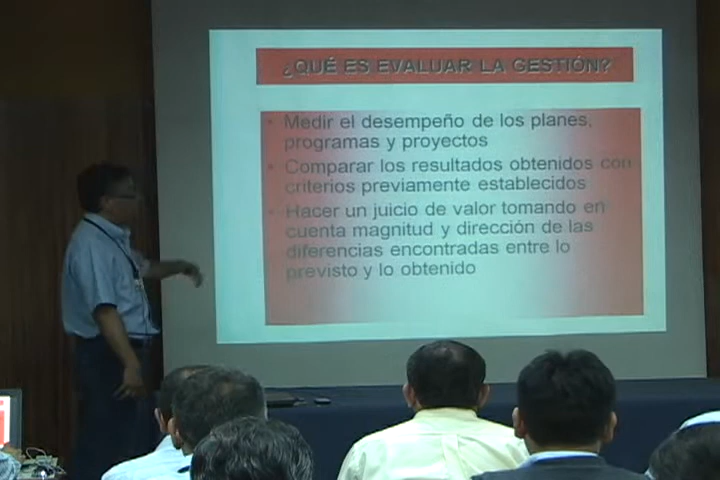 ¿QUÉ ES EVALUAR LA GESTIÓN?
• Medir el desempeño de los planes,
programas y proyectos
• Comparar los resultados obtenidos con
criterios previamente establecidos
• Hacer un juicio de valor tomando en
cuenta magnitud y dirección de las
diferencias encontradas entre lo
previsto y lo obtenido